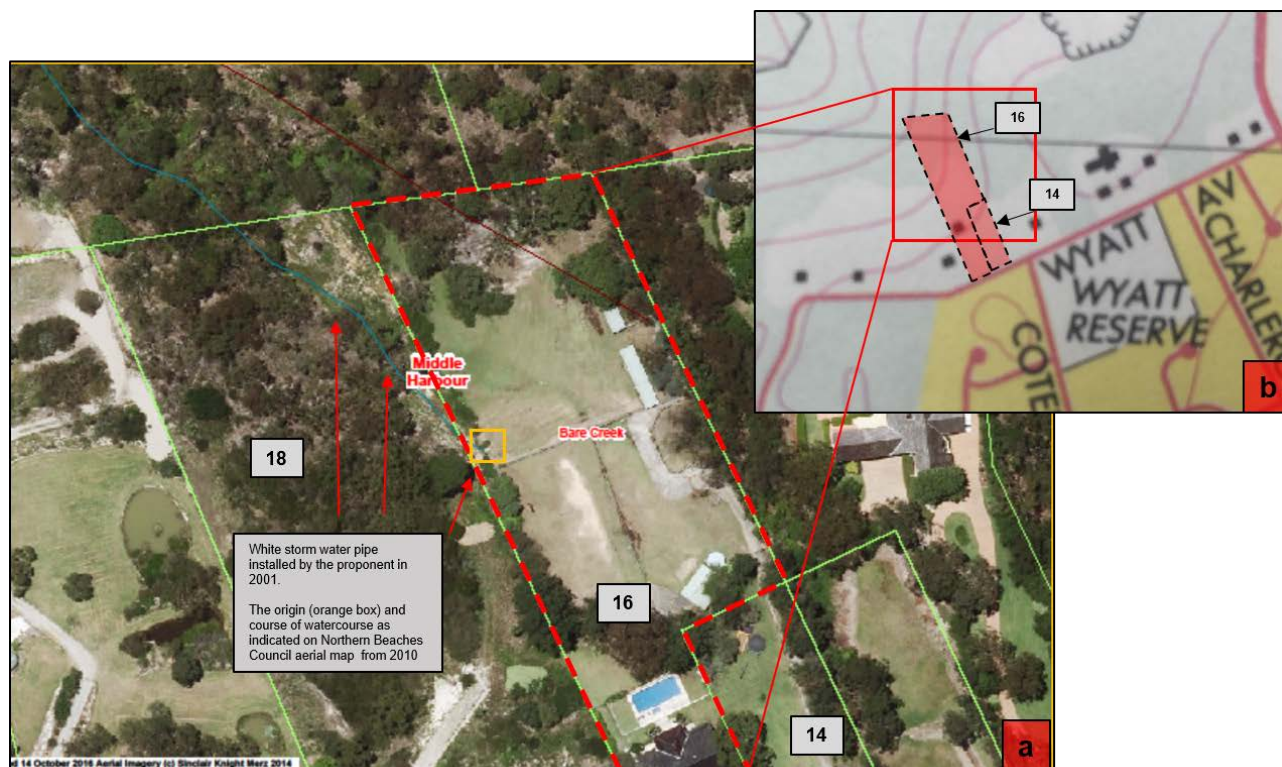 16
14
WYATT
AV
ACHARLEK
WYATT
RESERVE
COTE
b
Middle
Harbour
Bare Creek
18
White storm water pipe
installed by the proponent in
2001.
The origin (orange box) and
course of watercourse as
indicated on Northern Beaches
Council aerial map from 2010
16
14
a
d 14 October 2016 Aerial Imagery (c) Sinclair Knight Merz 2014